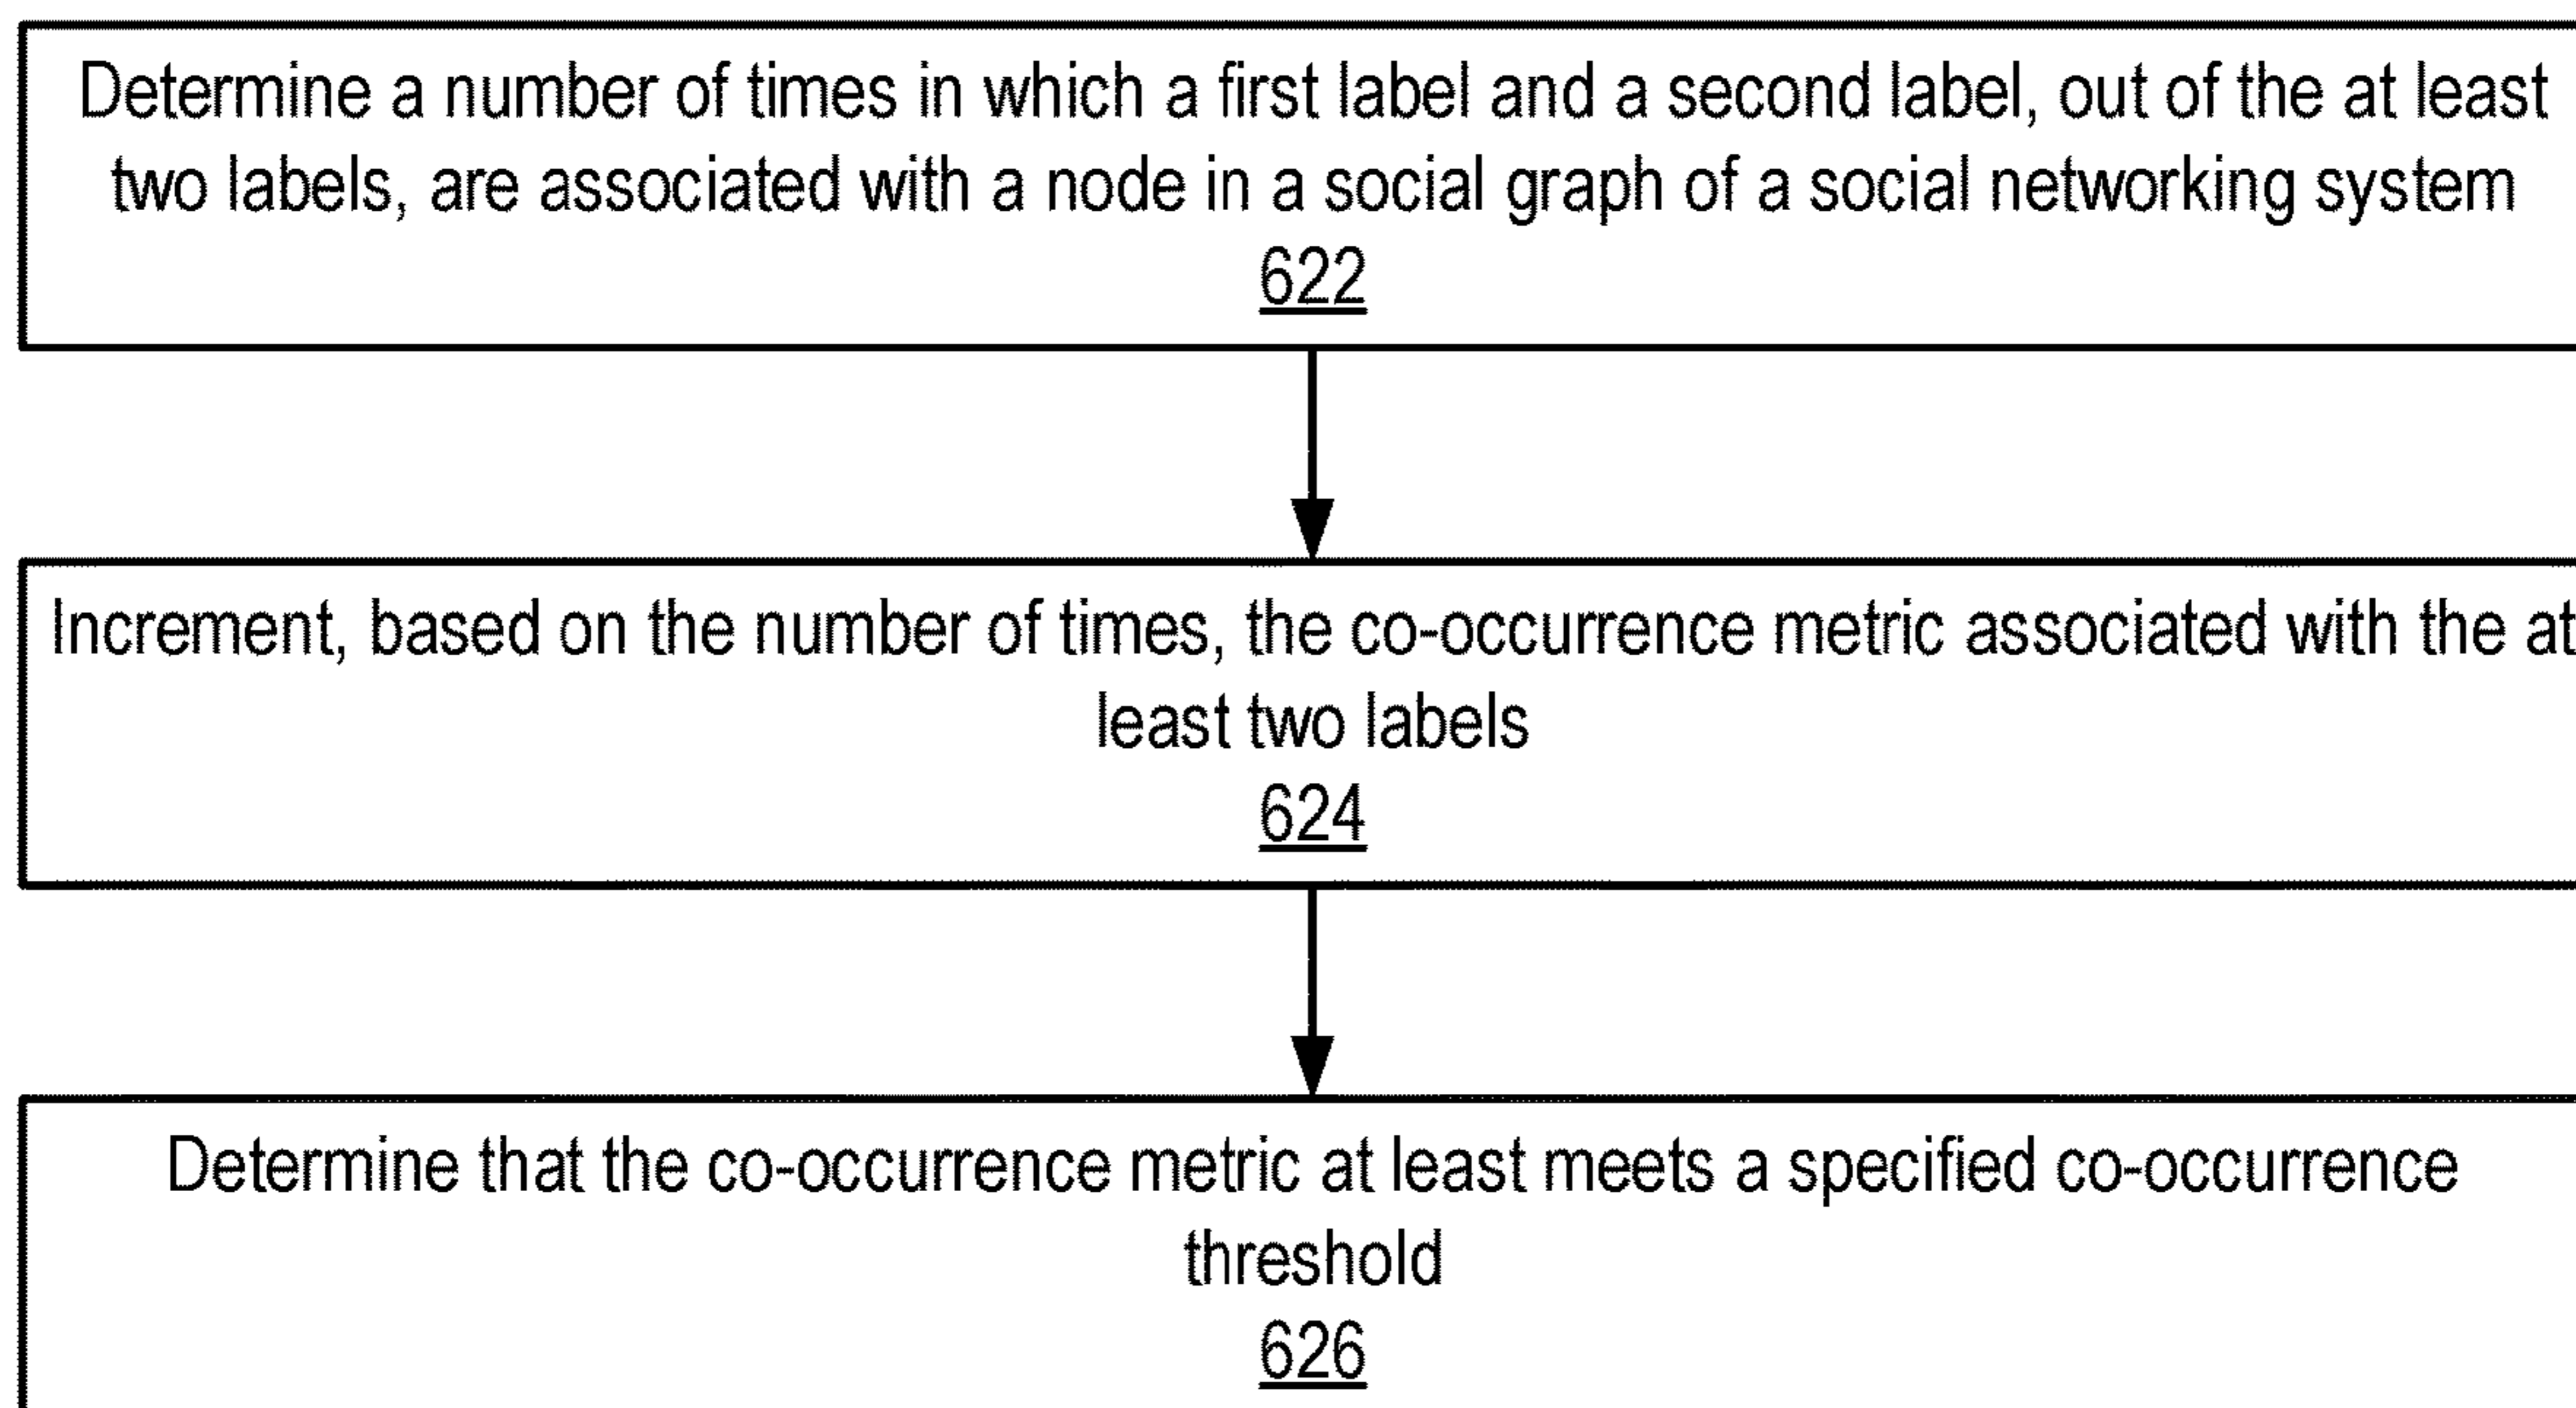 Determine a number of times in which a first label and a second label, out of the at least
two labels, are associated with a node in a social graph of a social networking system
622
Increment, based on the number of times, the co-occurrence metric associated with the at
least two labels
624
Determine that the co-occurrence metric at least meets a specified co-occurrence
threshold
626